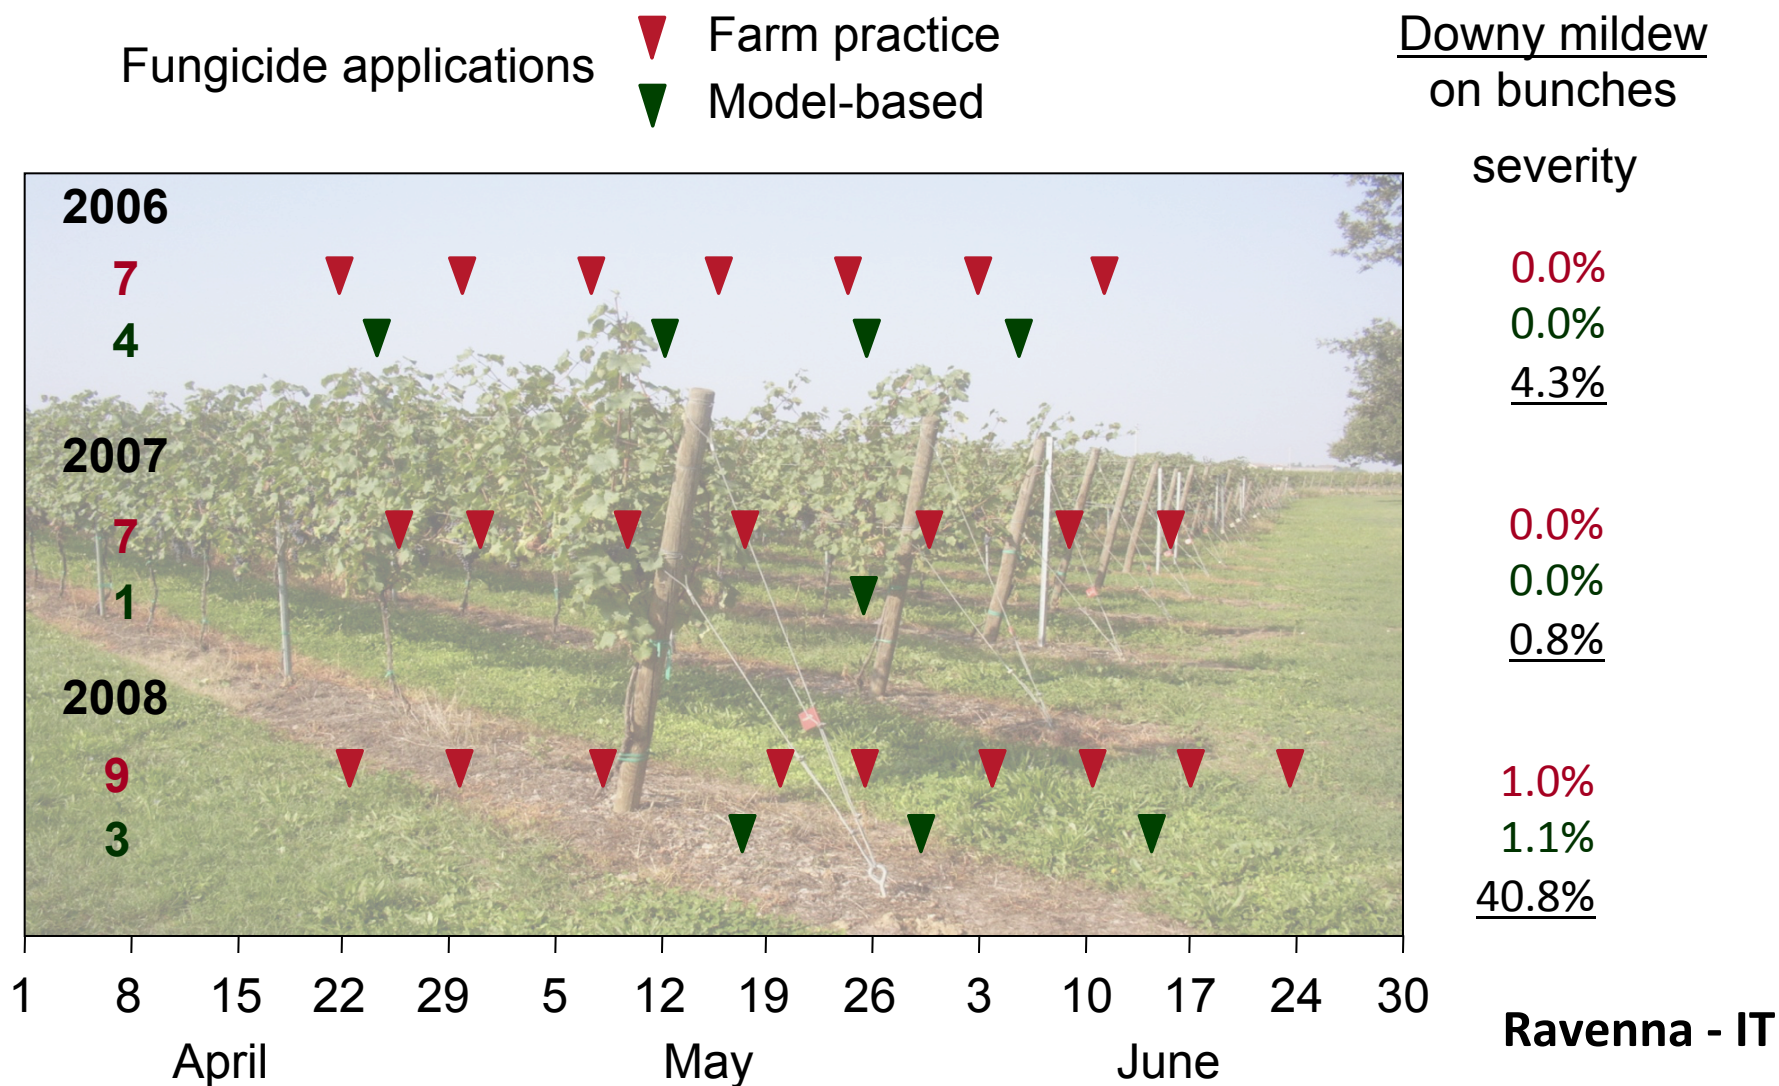 Fungicide applications
Farm practice
Model-based
Downy mildew
on bunches
severity
2006
7
0.0%
4
0.0%
4.3%
2007
7
0.0%
1
0.0%
0.8%
2008
9
1.0%
3
1.1%
40.8%
1 8 15 22 29 5 12 19 26 3 10 17 24 30
April May June
Ravenna - IT